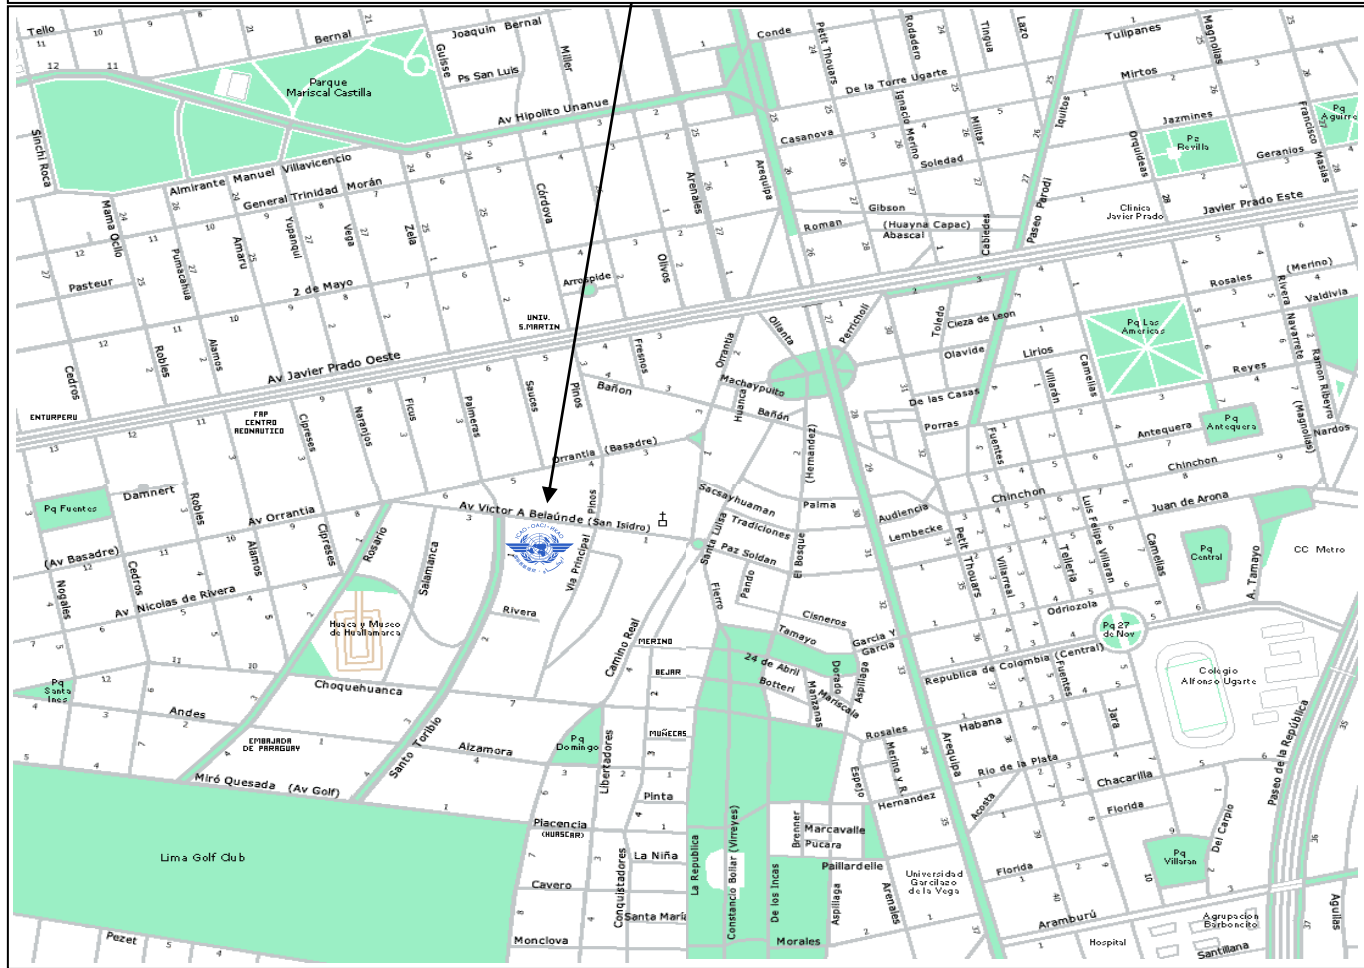 Tello
Bernal
Joaquin Bernal
Guisse
Ps San Luis
Miller
Conde
Petit Thouars
Rodadero
Tingua
Lazo
Tulipanes
Magnolias
Parque
Mariscal Castilla
De la Torre Ugarte
Mirtos
Av Hipolito Unanue
Iquitos
Ignacio Merino
Militar
Casanova
Jazmines
Pq
Aguirre
Francisco Masias
Sinchi Roca
Soledad
Orquideas
Pq
Revilla
Geranios
Almirante Manuel Villavicencio
General Trinidad Morán
Arenales
Arequipa
Córdova
Mama Ocllo
Pumacahua
Amaru
Yupanqui
Vega
Zela
Roman
Gibson
(Huayna Capac)
Abascal
Cabledes
Paseo Parodi
Clinica
Javier Prado
Javier Prado Este
Pasteur
2 de Mayo
Arrospide
Olivos
Rosales
(Merino)
Rivera Navarrete
Valdivia
UNIV.
S.MARTIN
Ollanta
Perricholi
Toledo
Cieza de Leon
Pq Las
Americas
Cedros
Robles
Alamos
Av Javier Prado Oeste
Fresnos
Orrantia
Olavide
Lirios
Villarán
Camelias
Reyes
Ramon Ribeyro
(Magnolias)
ENTURPERU
FAP
CENTRO
AEONAUTICO
Cipreses
Naranjos
Ficus
Palmeras
Sauces
Pinos
Bañon
Machaypuito
Huanca
Bañón
(Hernandez)
De las Casas
Porras
Fuentes
Antequera
Pq
Antequera
Nardos
Orrantia (Basadre)
Chinchon
Pq Fuentes
Damnert
Robles
Av Orrantia
Av Victor A Belaúnde (San Isidro)
Pinos
Sacsayhuaman
Palma
Chinchon
Juan de Arona
Audiencia
Lembecke
Tradiciones
Santa Luisa
Paz Soldan
El Bosque
Luis Felipe Villaran
Telleria
Villarreal
Petit Thouars
Camelias
Pq
Central
A. Tamayo
CC Metro
(Av Basadre)
Cedros
Nogales
Alamos
Cipreses
Rosario
Salamanca
Via Principal
ICAO · OACI · ИКАО
Av Nicolas de Rivera
Rivera
Fierro
Pando
Odriozola
Huaca y Museo
de Huallamarca
Camino Real
MERINO
Cisneros
Tamayo
Garcia Y
Garcia
Pq 27
de Nov
Republica de Colombia (Central)
Pq
Santa
Ines
Choquehuanca
BEJAR
24 de Abril
Botteri
Manzanas
Dorado
Mariscala
Aspillaga
Fuentes
Colegio
Alfonso Ugarte
Andes
EMBAJADA
DE PARAGUAY
Santo Toribio
Alzamora
Pq
Domingo
Libertadores
MUÑECAS
Rosales
Habana
Jara
Arequipa
Paseo de la República
Miró Quesada (Av Golf)
Merino y R.
Espejo
Rio de la Plata
Chacarilla
Pinta
Hernandez
Acosta
Florida
Del Carpio
Lima Golf Club
Placencia
(HUASCAR)
La Niña
La Republica
Constancio Bollar (Virreyes)
De los Incas
Brenner
Marcavalle
Pucara
Paillardelle
Pq
Villaran
Cavero
Conquistadores
Santa Maria
Aspillaga
Arenales
Universidad
Garcilazo
de la Vega
Florida
Pezet
Monclova
Morales
Aramburú
Hospital
Agrupacion
Barboncito
Santillana
Aguilas